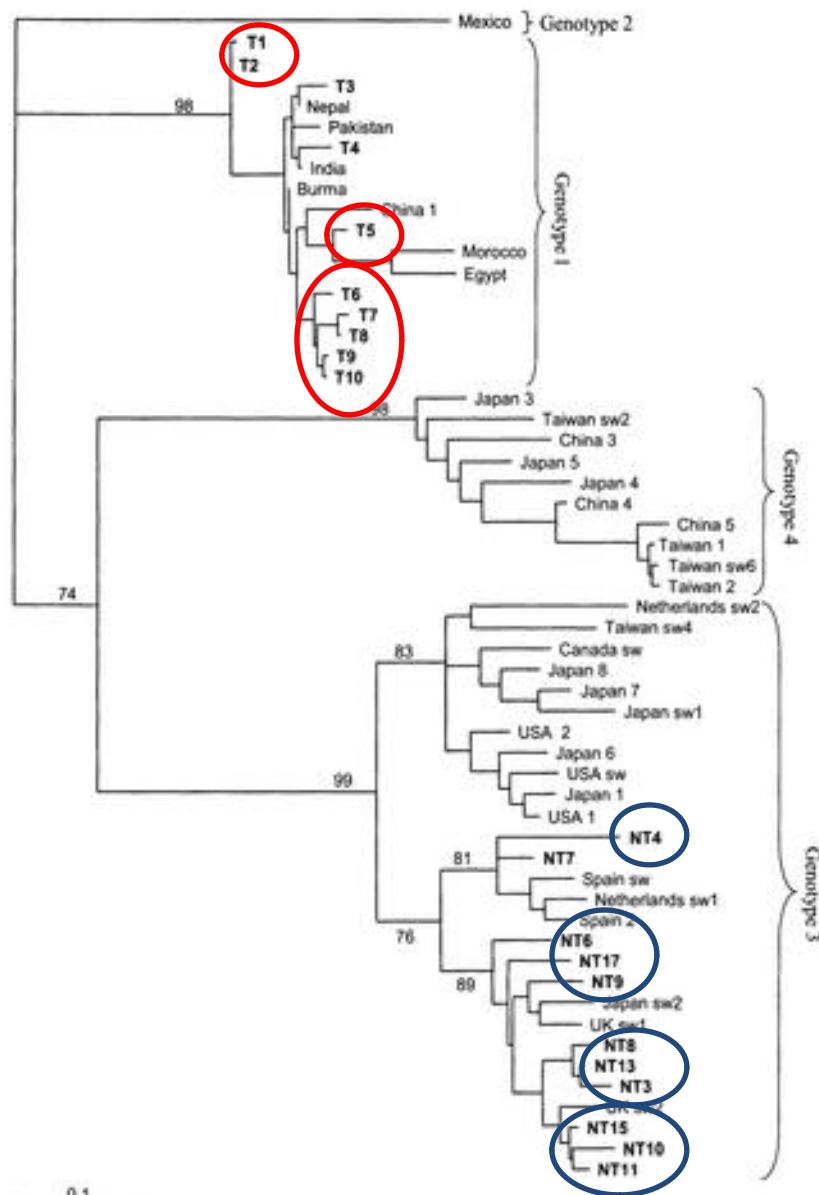 Mexico
Genotype 2
T1
T2
T3
98
Nepal
Pakistan
T4
India
Burma
Genotype 1
China 1
T5
Morocco
Egypt
T6
T7
T8
T9
T10
Japan 3
98
Taiwan sw2
China 3
Japan 5
Japan 4
China 4
Genotype 4
China 5
Taiwan 1
Taiwan sw6
Taiwan 2
74
Netherlands sw2
Taiwan sw4
83
Canada sw
Japan 8
Japan 7
Japan sw1
USA 2
Japan 6
99
USA sw
Japan 1
USA 1
NT4
81
NT7
Genotype 3
Spain sw
Netherlands sw1
Spain 2
76
NT6
NT17
89
NT9
Japan sw2
UK sw1
NT8
NT13
NT3
UK sw2
NT15
NT10
NT11
0.1